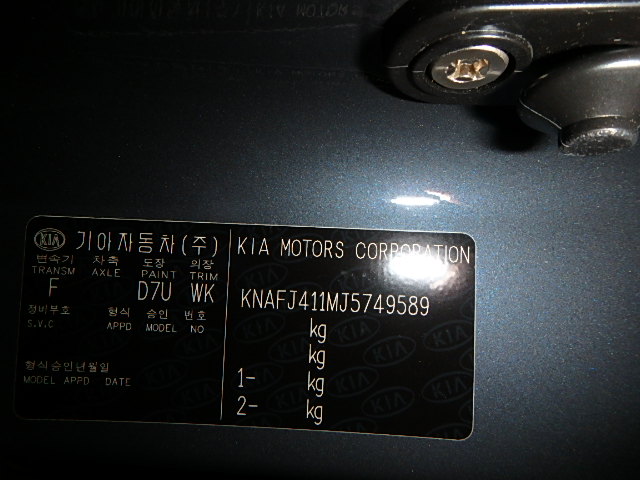 KIA 기아자동차(주)
변속기 차축 도장 의장
TRANSM AXLE PAINT TRIM
F D7U WK
정비부호 형식 승인 번호
S.V.C APPD MODEL NO
형식승인년월일
MODEL APPD DATE
KIA MOTORS CORPORATION
KNAFJ411MJ5749589
kg
kg
1- kg
2- kg